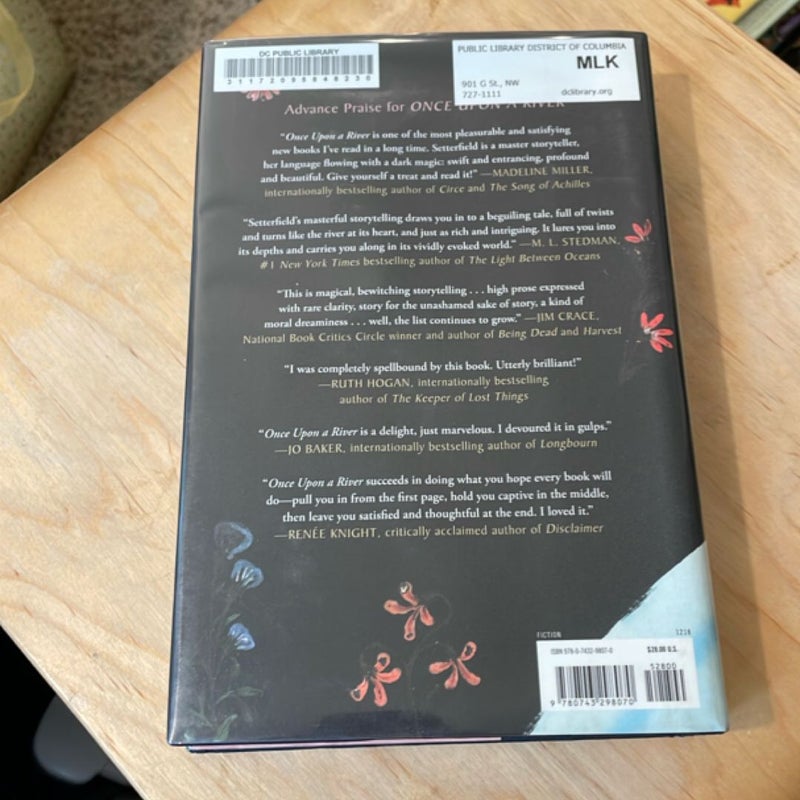 DC PUBLIC LIBRARY
3 1172 09584 8230
PUBLIC LIBRARY DISTRICT OF COLUMBIA
MLK
901 G St., NW
727-1111
dclibrary.org
Advance Praise for ONCE UPON A RIVER
“Once Upon a River is one of the most pleasurable and satisfying
new books I’ve read in a long time. Setterfield is a master storyteller,
her language flowing with a dark magic: swift and entrancing, profound
and beautiful. Give yourself a treat and read it!” —MADELINE MILLER,
internationally bestselling author of Circe and The Song of Achilles
“Setterfield’s masterful storytelling draws you in to a beguiling tale, full of twists
and turns like the river at its heart, and just as rich and intriguing. It lures you into
its depths and carries you along in its vividly evoked world.” —M. L. STEDMAN,
#1 New York Times bestselling author of The Light Between Oceans
“This is magical, bewitching storytelling . . . high prose expressed
with rare clarity, story for the unashamed sake of story, a kind of
moral dreaminess . . . well, the list continues to grow.” —JIM CRACE,
National Book Critics Circle winner and author of Being Dead and Harvest
“I was completely spellbound by this book. Utterly brilliant!”
—RUTH HOGAN, internationally bestselling
author of The Keeper of Lost Things
“Once Upon a River is a delight, just marvelous. I devoured it in gulps.”
—JO BAKER, internationally bestselling author of Longbourn
“Once Upon a River succeeds in doing what you hope every book will
do—pull you in from the first page, hold you captive in the middle,
then leave you satisfied and thoughtful at the end. I loved it.”
—RENÉE KNIGHT, critically acclaimed author of Disclaimer
FICTION
1218
ISBN 978-0-7432-9807-0
$28.00 U.S.
52800
9 780743 298070